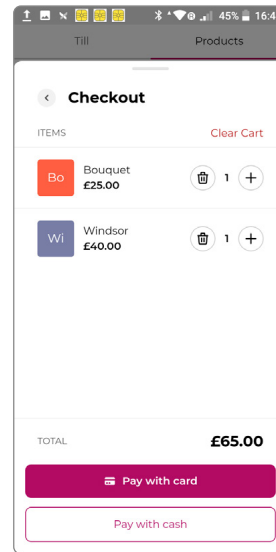 45% 16:4
Till Products
Checkout
ITEMS Clear Cart
Bo Bouquet 1
£25.00
Wi Windsor 1
£40.00
TOTAL £65.00
Pay with card
Pay with cash